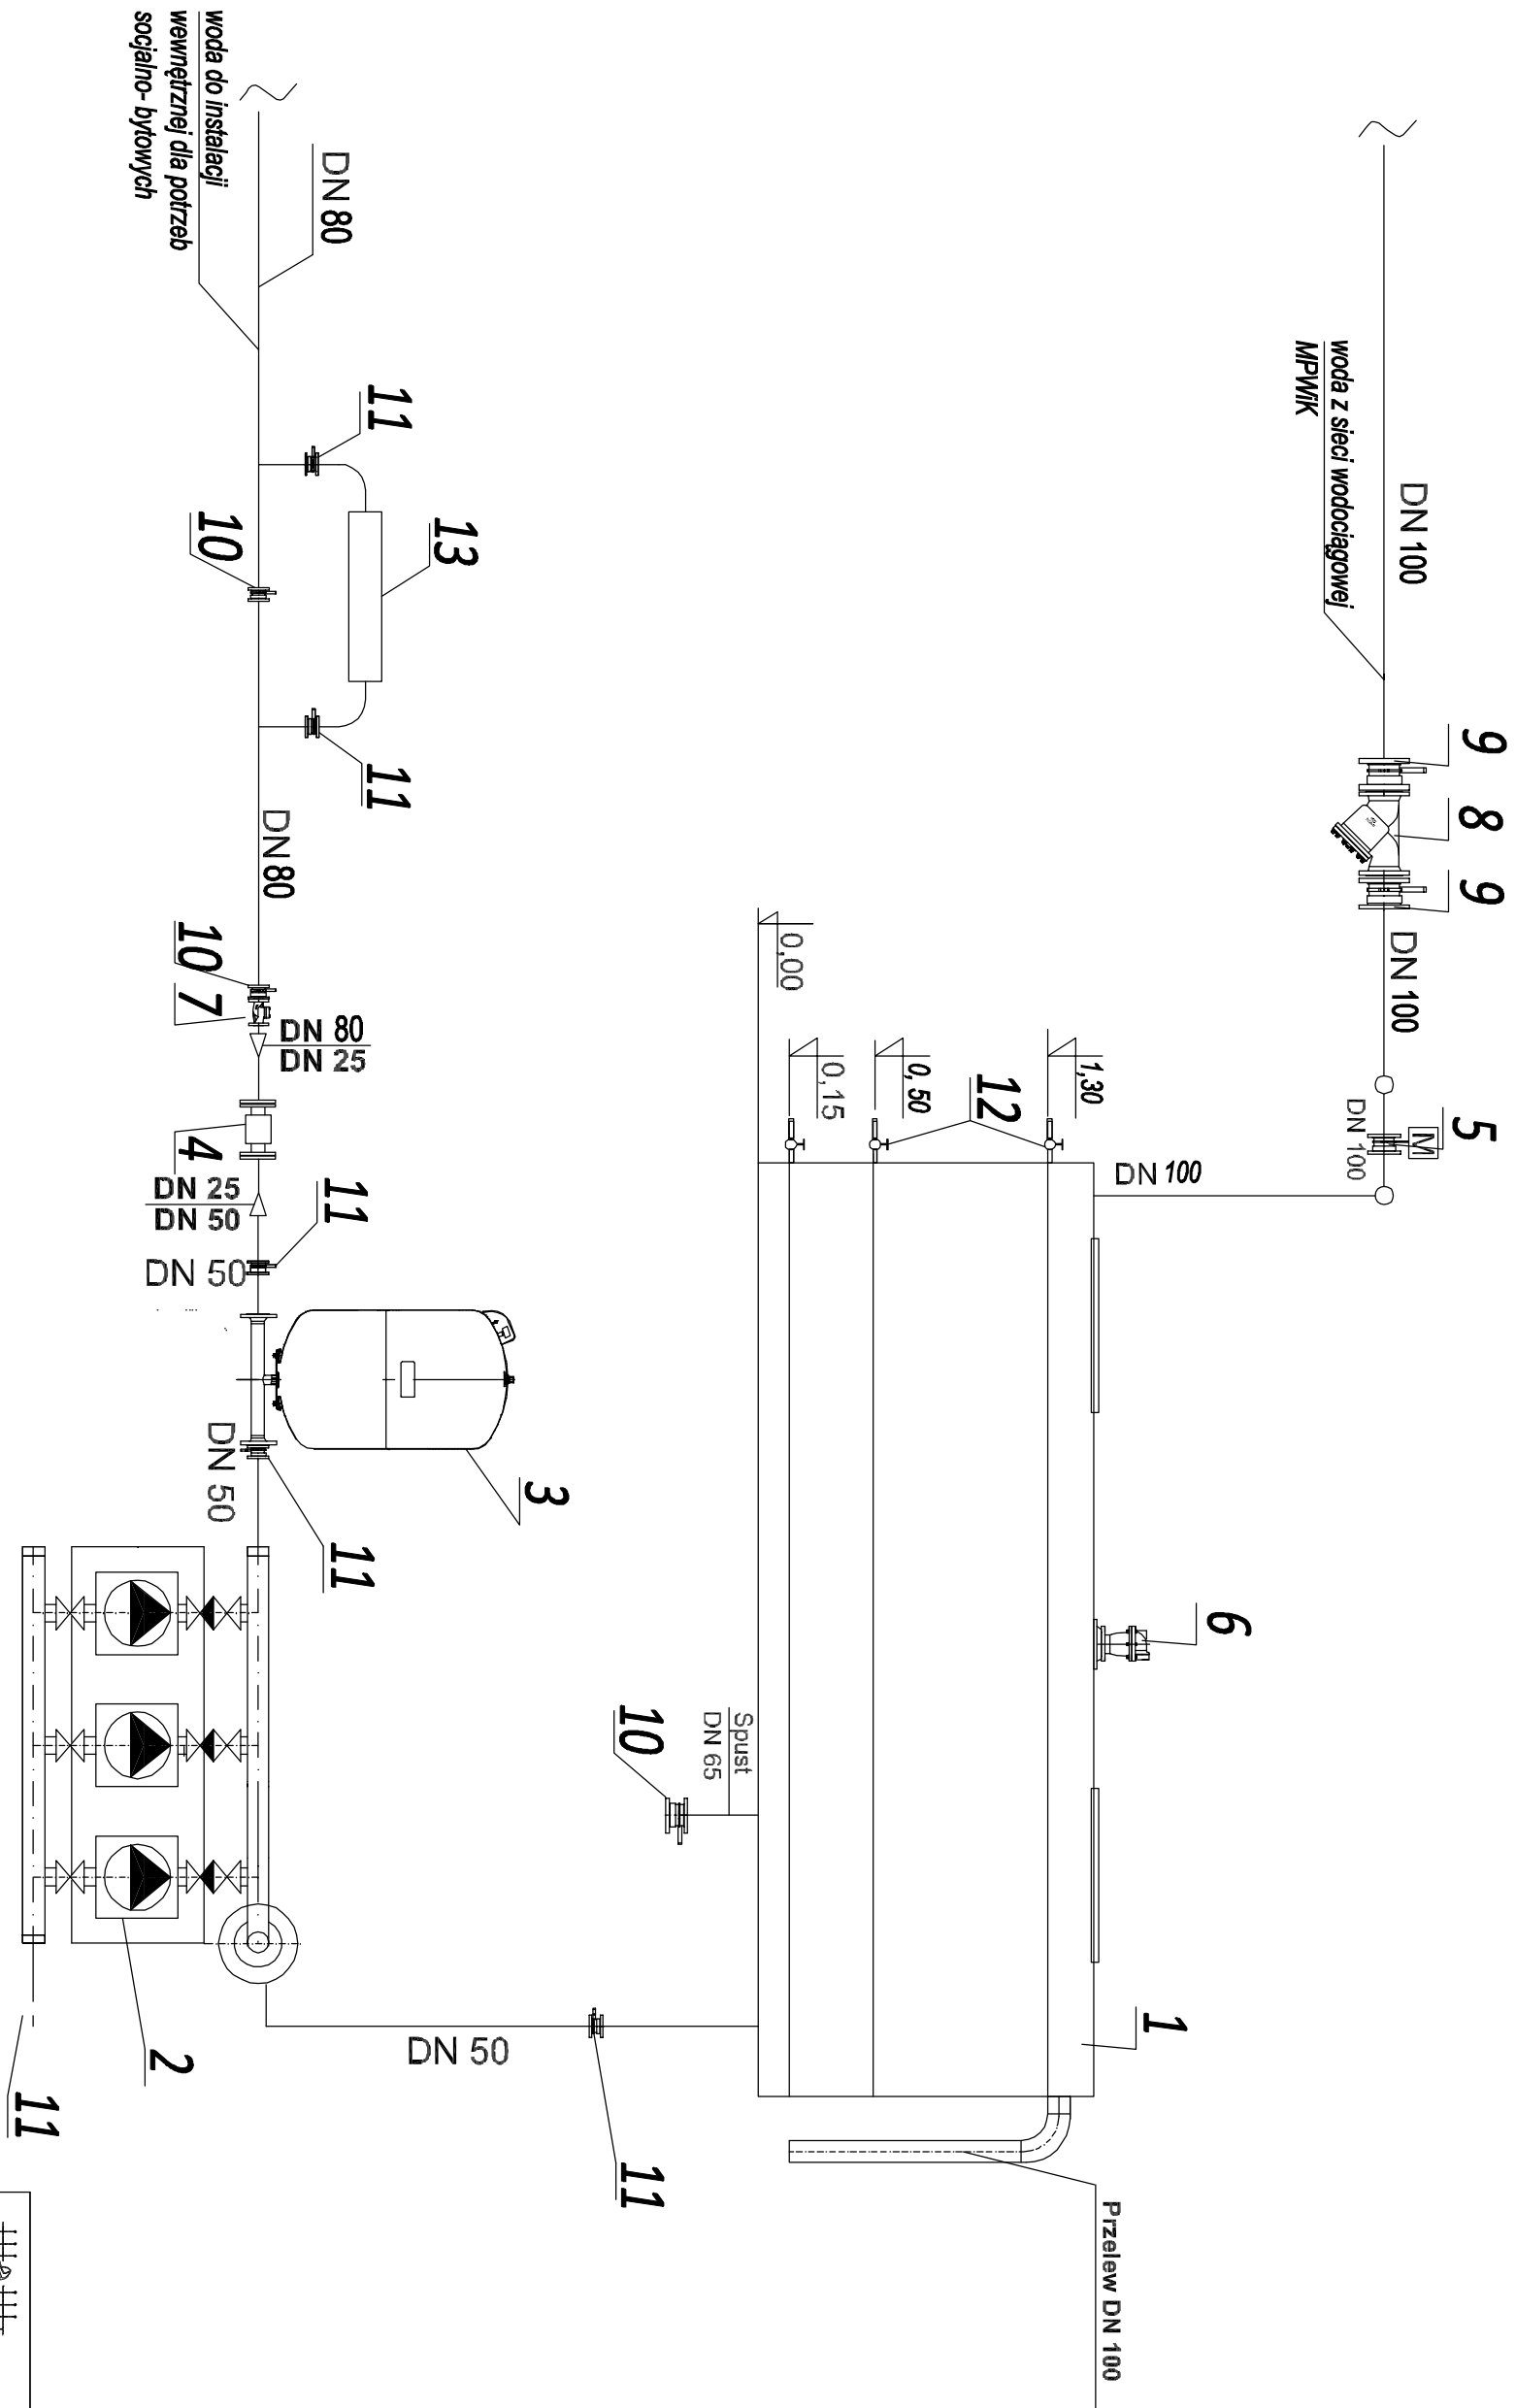 9
8
9
5
M
DN 100
DN 100
DN 100
woda z sieci wodociągowej
MPWiK
6
1
DN 100
Przelew DN 100
1,30
12
0,50
0,15
0,00
Spust
DN 65
10
11
DN 50
3
13
11
11
11
11
DN 80
DN 80
DN 80
DN 25
10
10
7
4
DN 25
DN 50
DN 50
DN 50
woda do instalacji
wewnętrznej dla potrzeb
socjalno- bytowych
2
11